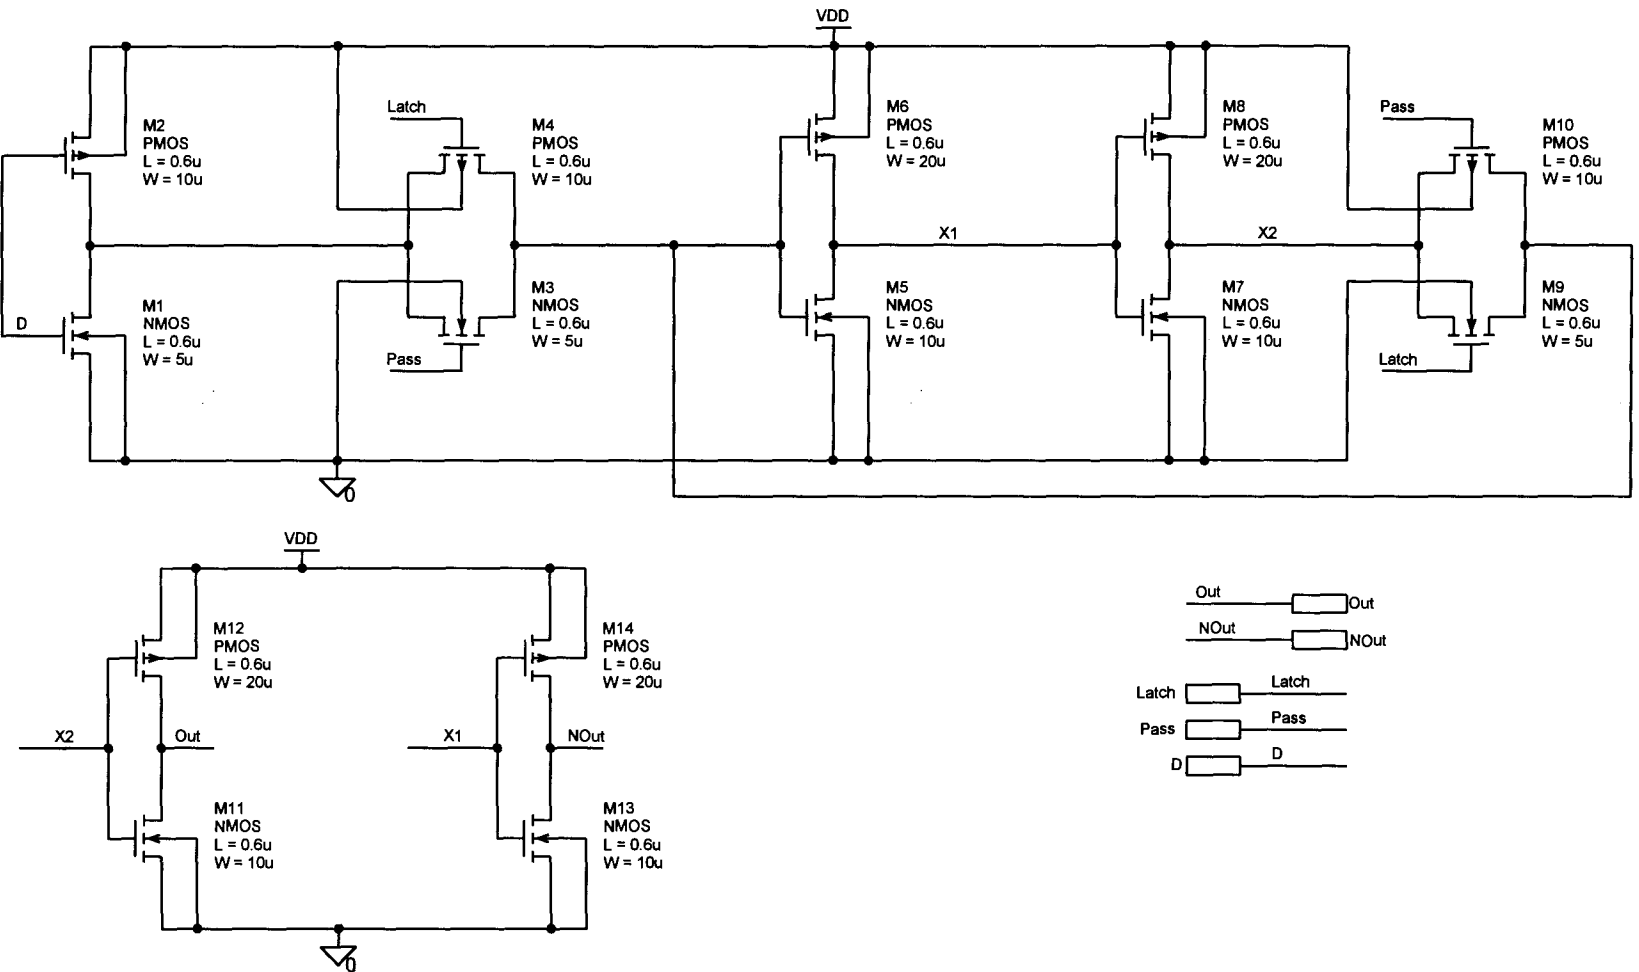 VDD
M2
PMOS
L = 0.6u
W = 10u
Latch
M4
PMOS
L = 0.6u
W = 10u
M6
PMOS
L = 0.6u
W = 20u
M8
PMOS
L = 0.6u
W = 20u
Pass
M10
PMOS
L = 0.6u
W = 10u
X1
X2
D
M1
NMOS
L = 0.6u
W = 5u
Pass
M3
NMOS
L = 0.6u
W = 5u
M5
NMOS
L = 0.6u
W = 10u
M7
NMOS
L = 0.6u
W = 10u
Latch
M9
NMOS
L = 0.6u
W = 5u
0
VDD
M12
PMOS
L = 0.6u
W = 20u
M14
PMOS
L = 0.6u
W = 20u
X2
Out
X1
NOut
M11
NMOS
L = 0.6u
W = 10u
M13
NMOS
L = 0.6u
W = 10u
0
Out
Out
NOut
NOut
Latch
Latch
Pass
Pass
D
D